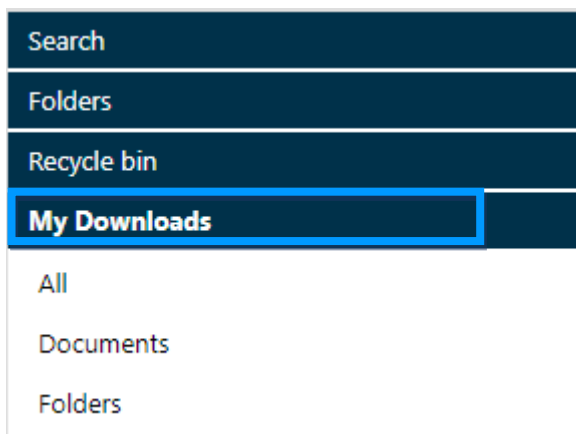 Search
Folders
Recycle bin
My Downloads
All
Documents
Folders